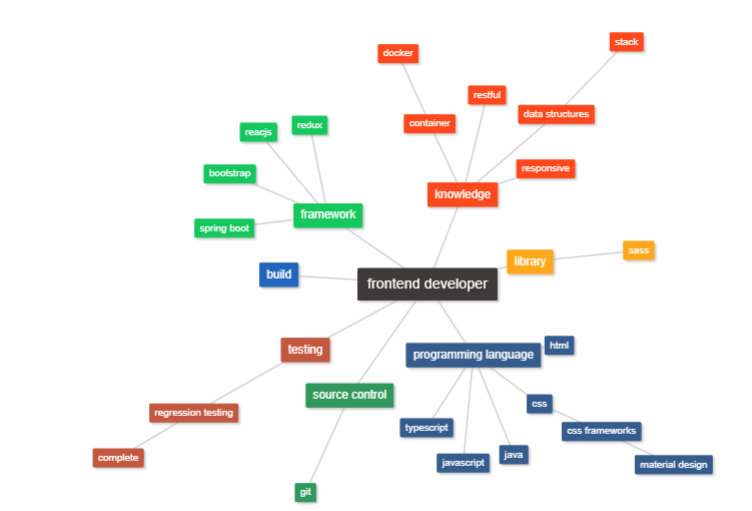 stack
docker
restful
data structures
container
redux
reacjs
responsive
bootstrap
knowledge
framework
spring boot
sass
library
build
frontend developer
html
testing
programming language
source control
css
regression testing
typescript
css frameworks
java
complete
javascript
material design
git